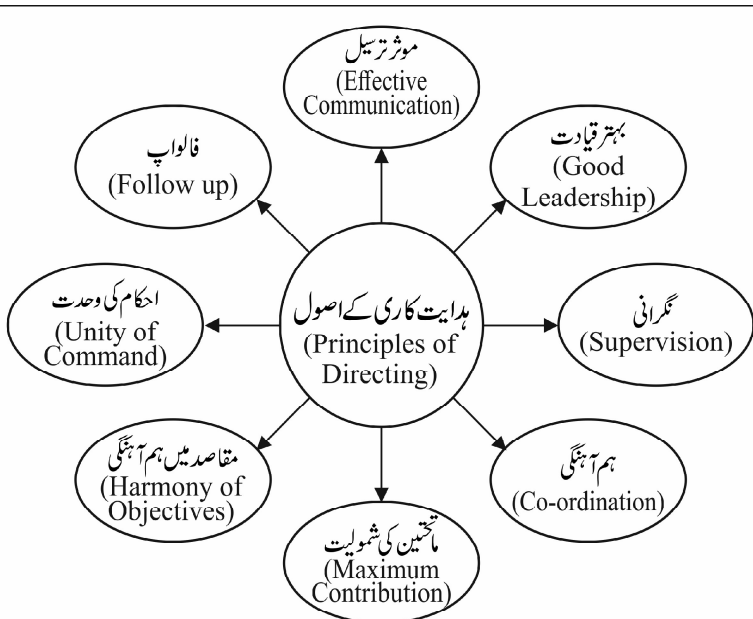 موثر ترسیل
(Effective
Communication)
بہتر قیادت
(Good
Leadership)
نگرانی
(Supervision)
ہم آہنگی
(Co-ordination)
ماتحتین کی شمولیت
(Maximum
Contribution)
مقاصد میں ہم آہنگی
(Harmony of
Objectives)
احکام کی وحدت
(Unity of
Command)
فالو اپ
(Follow up)
ہدایت کاری کے اصول
(Principles of
Directing)